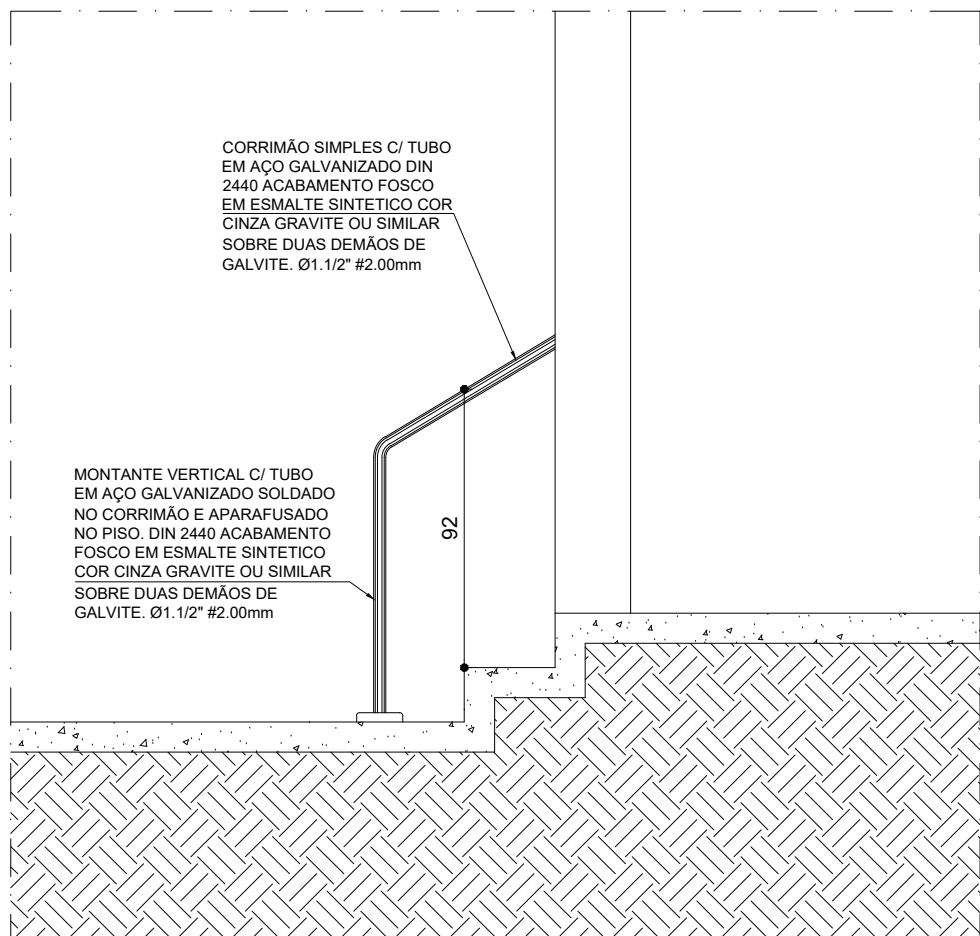 CORRIMÃO SIMPLES C/ TUBO
EM AÇO GALVANIZADO DIN
2440 ACABAMENTO FOSCO
EM ESMALTE SINTETICO COR
CINZA GRAVITE OU SIMILAR
SOBRE DUAS DEMÃOS DE
GALVITE. Ø1.1/2" #2.00mm
MONTANTE VERTICAL C/ TUBO
EM AÇO GALVANIZADO SOLDADO
NO CORRIMÃO E APARAFUSADO
NO PISO. DIN 2440 ACABAMENTO
FOSCO EM ESMALTE SINTETICO
COR CINZA GRAVITE OU SIMILAR
SOBRE DUAS DEMÃOS DE
GALVITE. Ø1.1/2" #2.00mm
92